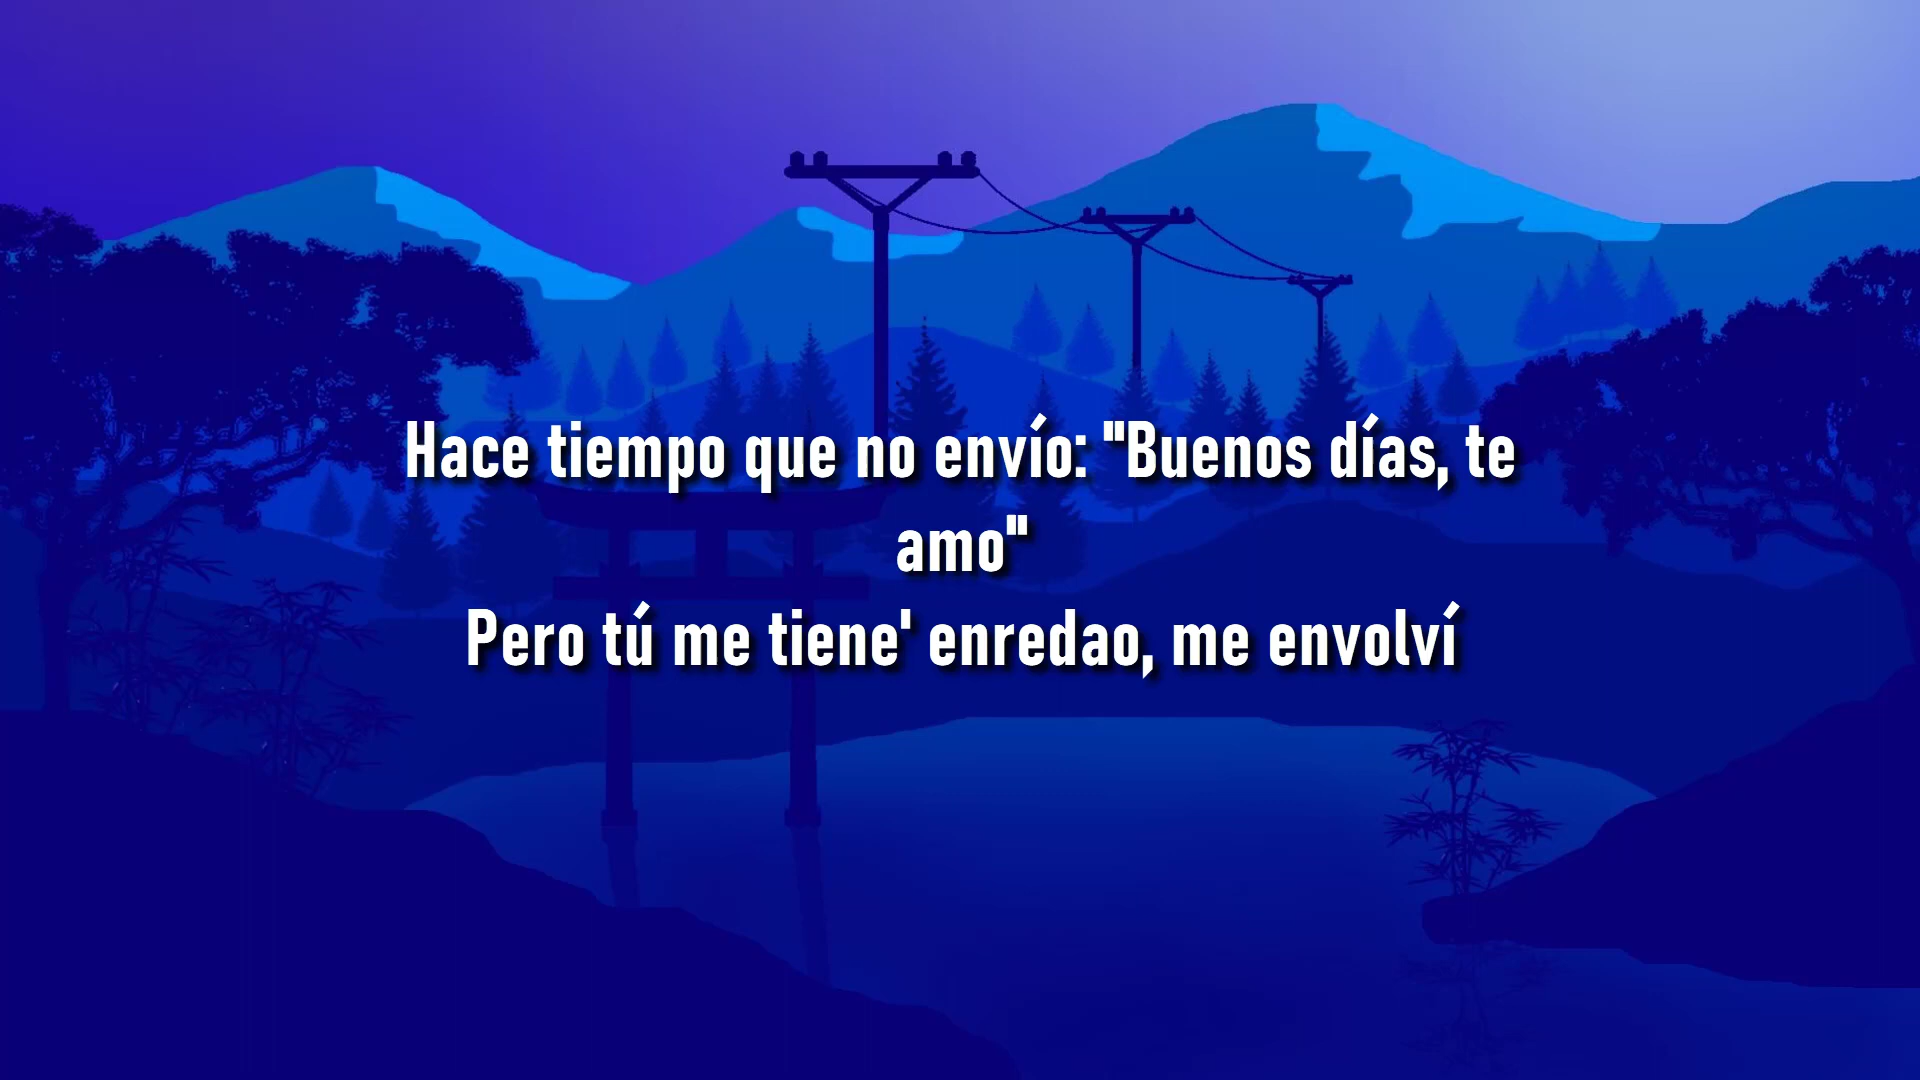 Hace tiempo que no envío: "Buenos días, te
amo"
Pero tú me tiene' enredao, me envolví